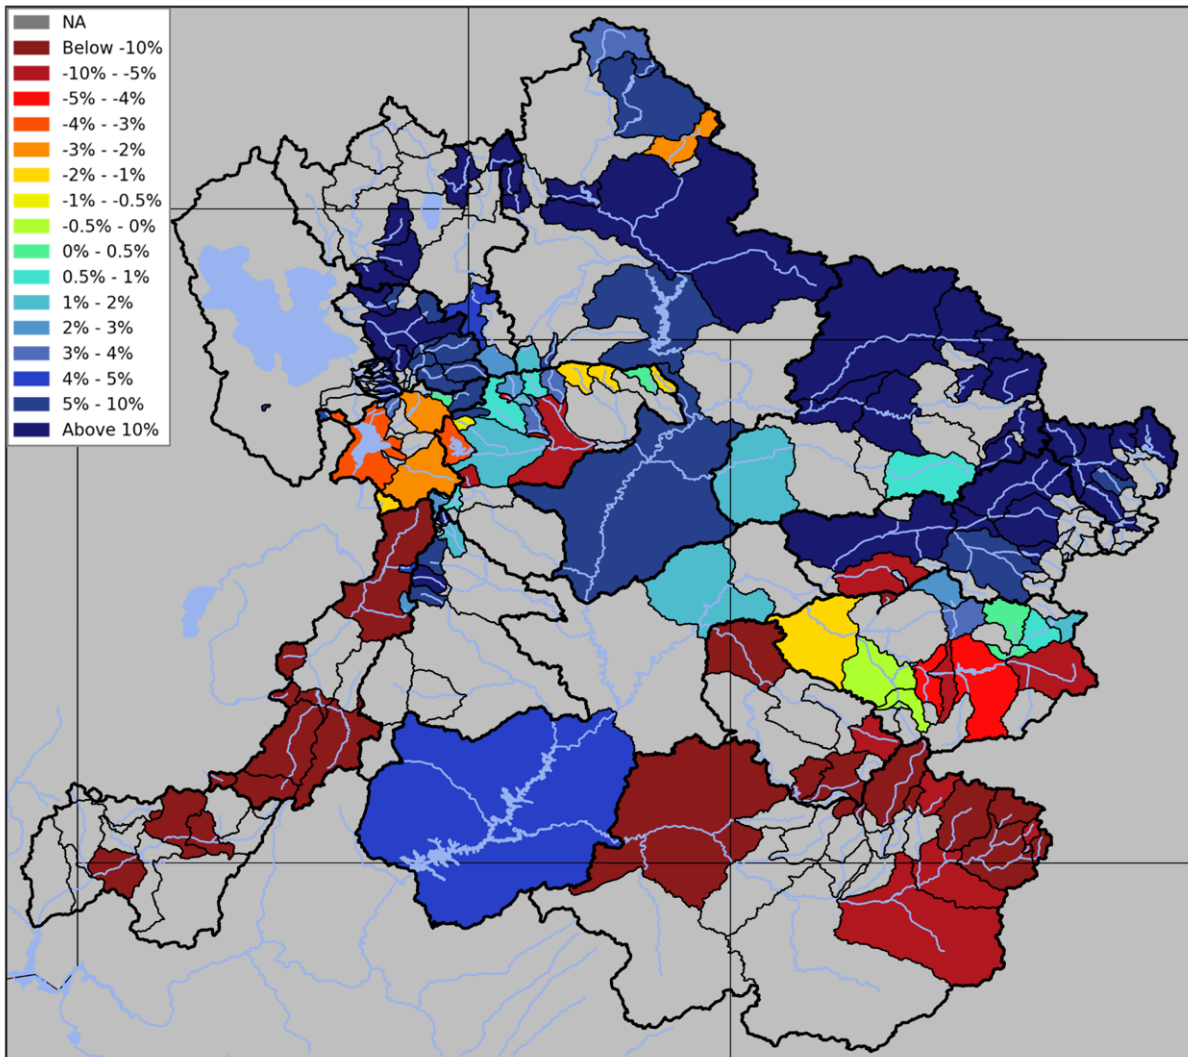 NA
Below -10%
-10% - -5%
-5% - -4%
-4% - -3%
-3% - -2%
-2% - -1%
-1% - -0.5%
-0.5% - 0%
0% - 0.5%
0.5% - 1%
1% - 2%
2% - 3%
3% - 4%
4% - 5%
5% - 10%
Above 10%